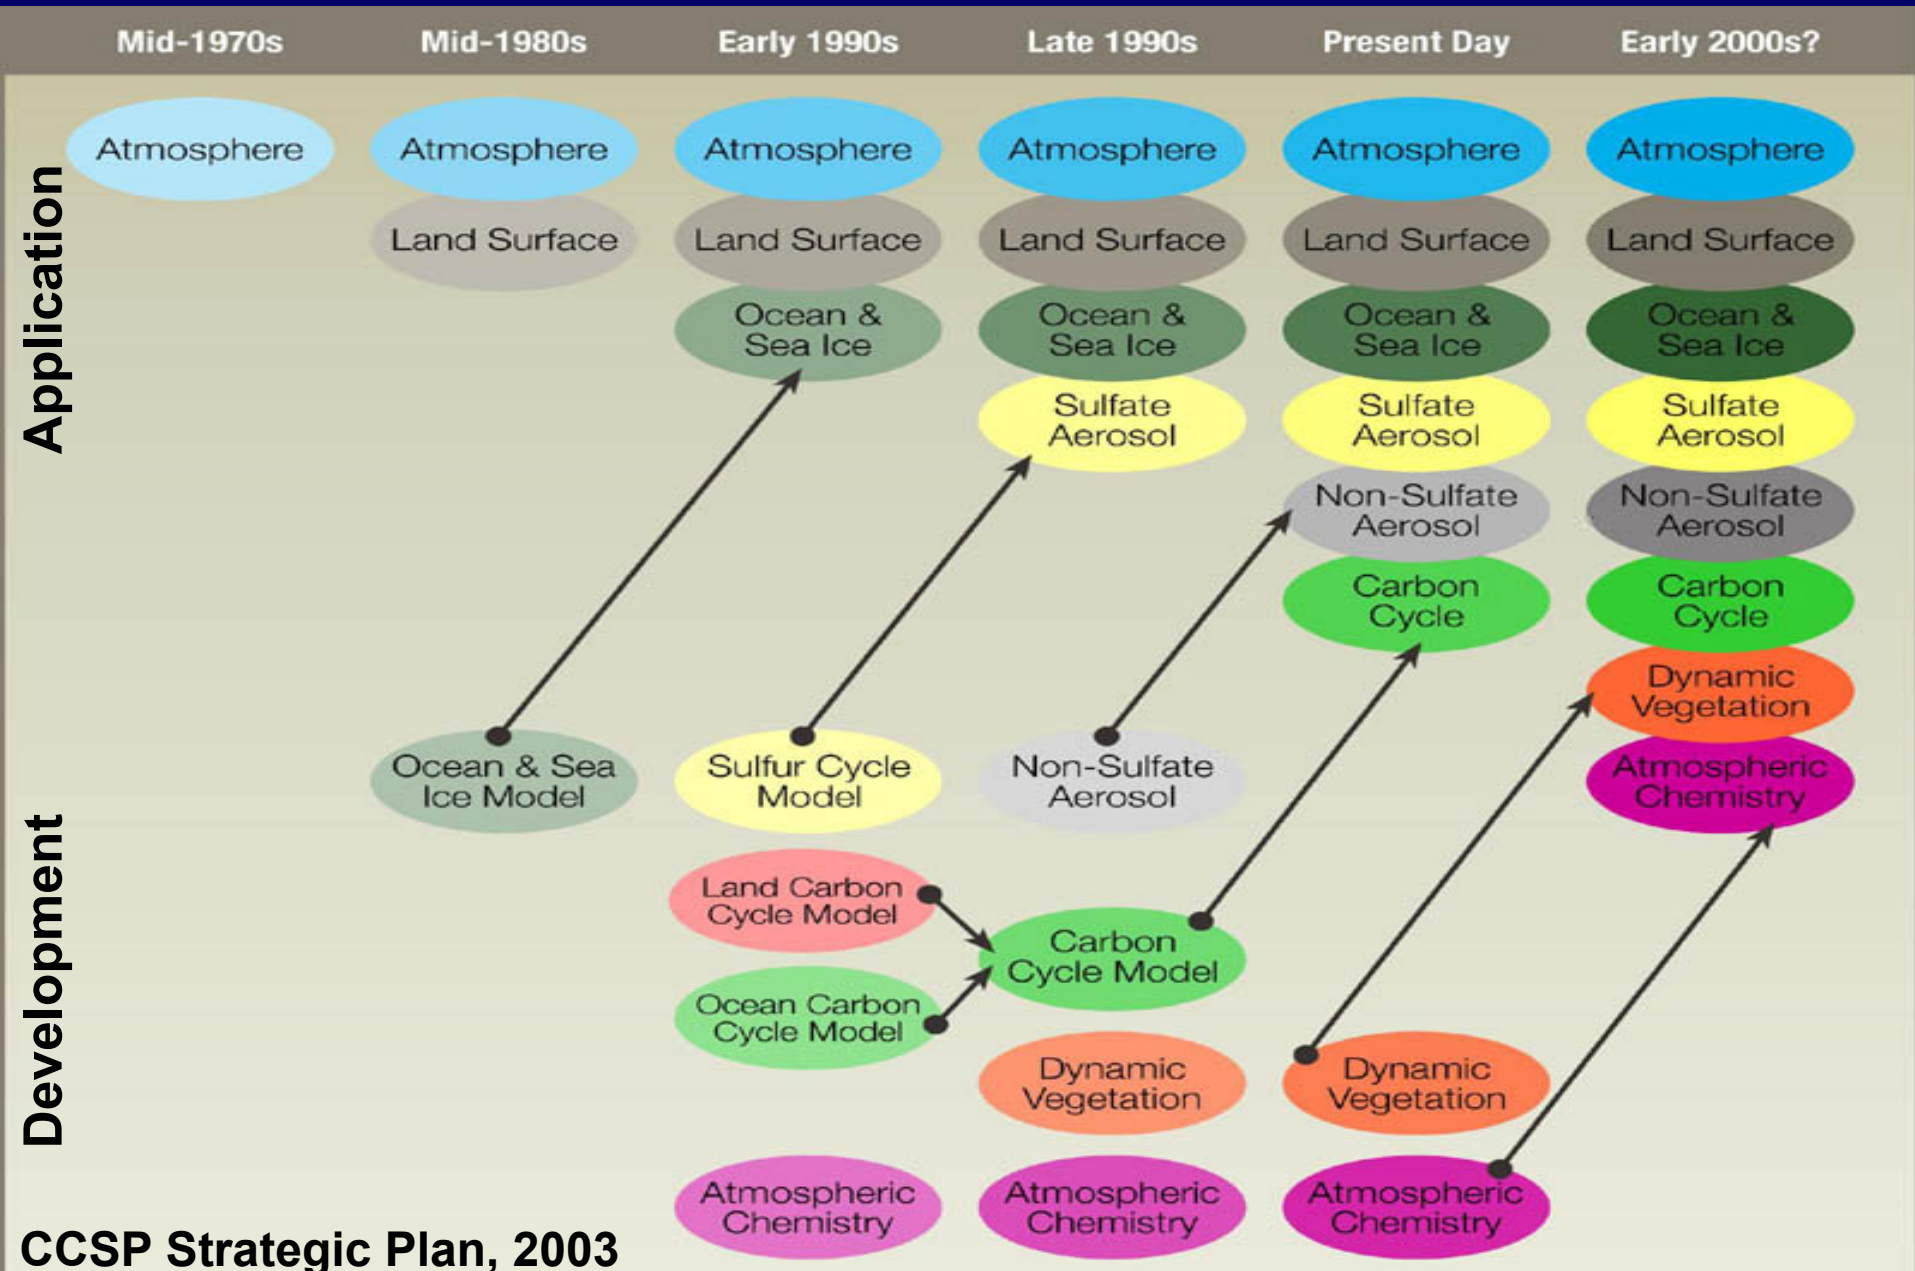 Mid-1970s
Mid-1980s
Early 1990s
Late 1990s
Present Day
Early 2000s?
Application
Development
Atmosphere
Atmosphere
Land Surface
Ocean & Sea
Ice Model
Atmosphere
Land Surface
Ocean &
Sea Ice
Sulfur Cycle
Model
Land Carbon
Cycle Model
Ocean Carbon
Cycle Model
Atmospheric
Chemistry
Atmosphere
Land Surface
Ocean &
Sea Ice
Sulfate
Aerosol
Non-Sulfate
Aerosol
Carbon
Cycle Model
Dynamic
Vegetation
Atmospheric
Chemistry
Atmosphere
Land Surface
Ocean &
Sea Ice
Sulfate
Aerosol
Non-Sulfate
Aerosol
Carbon
Cycle
Dynamic
Vegetation
Atmospheric
Chemistry
Atmosphere
Land Surface
Ocean &
Sea Ice
Sulfate
Aerosol
Non-Sulfate
Aerosol
Carbon
Cycle
Dynamic
Vegetation
Atmospheric
Chemistry
CCSP Strategic Plan, 2003